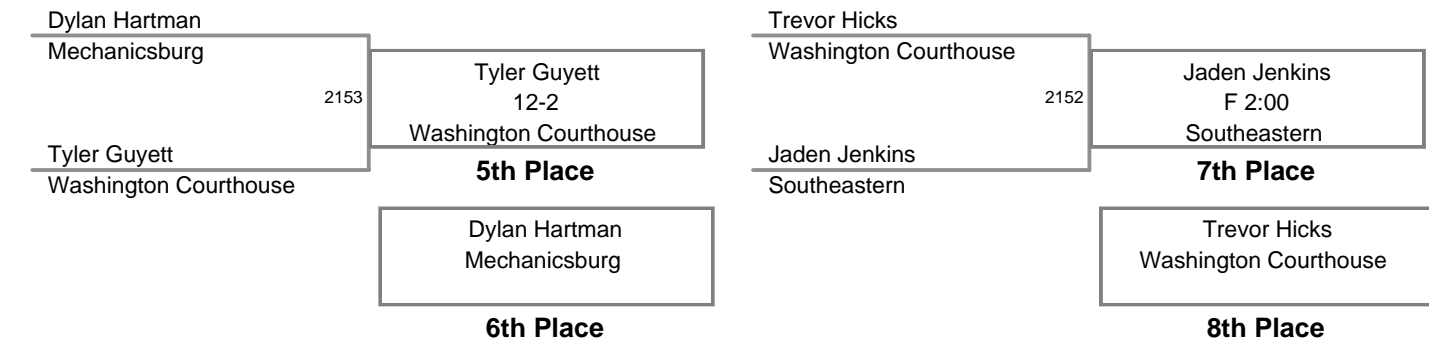 Dylan Hartman
Mechanicsburg
2153
Tyler Guyett
Washington Courthouse
Tyler Guyett
12-2
Washington Courthouse
5th Place
Dylan Hartman
Mechanicsburg
6th Place
Trevor Hicks
Washington Courthouse
2152
Jaden Jenkins
Southeastern
Jaden Jenkins
F 2:00
Southeastern
7th Place
Trevor Hicks
Washington Courthouse
8th Place